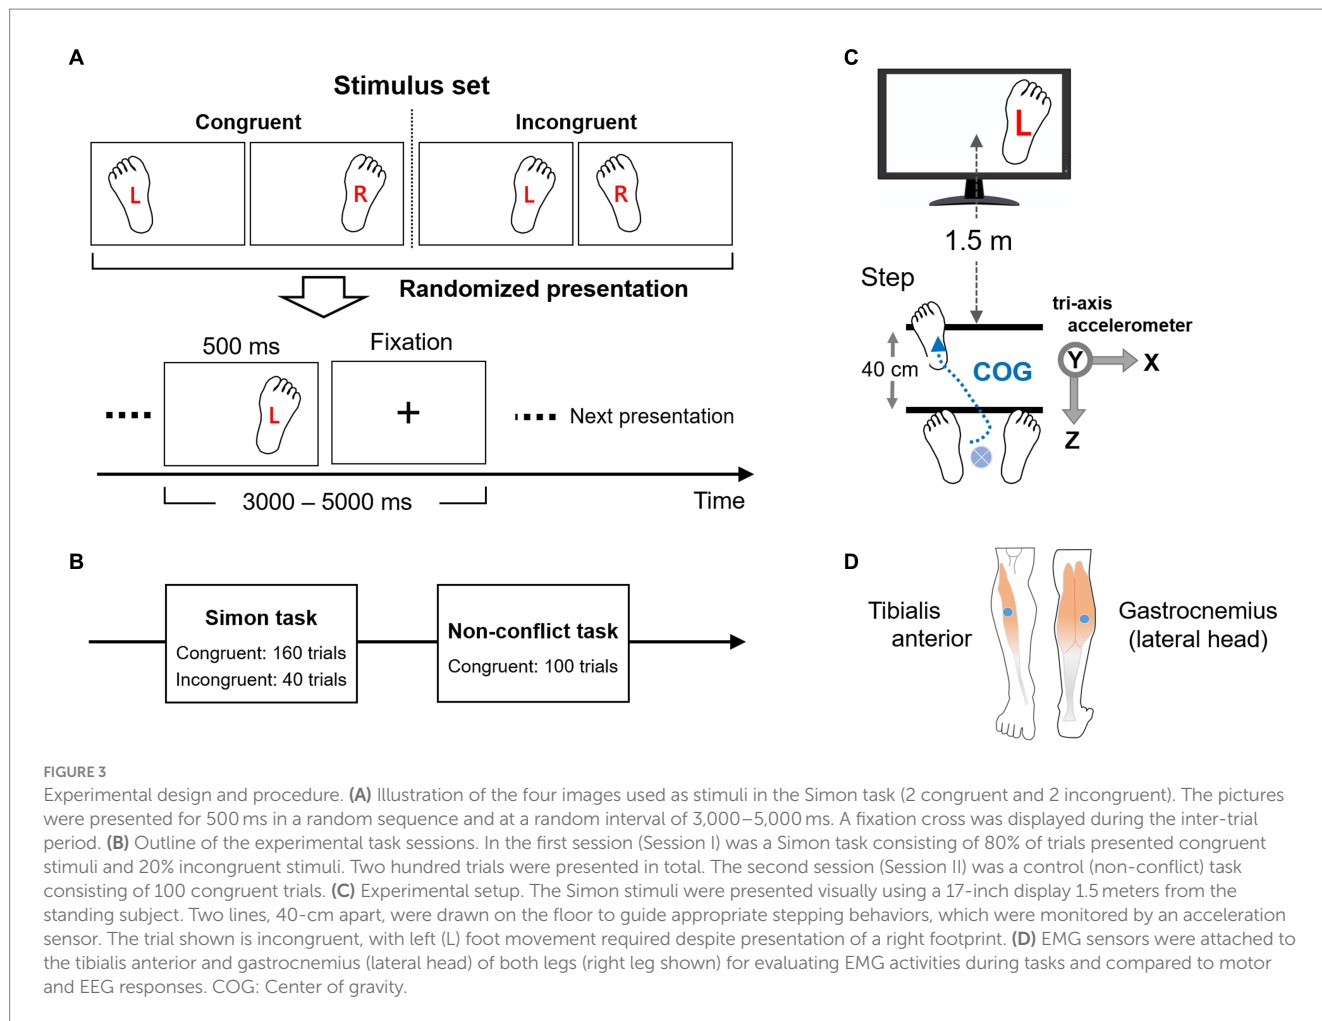 A
Stimulus set
Congruent
Incongruent
L
R
L
R
Randomized presentation
500 ms
Fixation
L
+
Next presentation
3000 – 5000 ms
Time
B
Simon task
Congruent: 160 trials
Incongruent: 40 trials
Non-conflict task
Congruent: 100 trials
C
L
1.5 m
Step
tri-axis
accelerometer
40 cm
COG
Y
X
Z
D
Tibialis
anterior
Gastrocnemius
(lateral head)
FIGURE 3
Experimental design and procedure. (A) Illustration of the four images used as stimuli in the Simon task (2 congruent and 2 incongruent). The pictures
were presented for 500 ms in a random sequence and at a random interval of 3,000–5,000 ms. A fixation cross was displayed during the inter-trial
period. (B) Outline of the experimental task sessions. In the first session (Session I) was a Simon task consisting of 80% of trials presented congruent
stimuli and 20% incongruent stimuli. Two hundred trials were presented in total. The second session (Session II) was a control (non-conflict) task
consisting of 100 congruent trials. (C) Experimental setup. The Simon stimuli were presented visually using a 17-inch display 1.5 meters from the
standing subject. Two lines, 40-cm apart, were drawn on the floor to guide appropriate stepping behaviors, which were monitored by an acceleration
sensor. The trial shown is incongruent, with left (L) foot movement required despite presentation of a right footprint. (D) EMG sensors were attached to
the tibialis anterior and gastrocnemius (lateral head) of both legs (right leg shown) for evaluating EMG activities during tasks and compared to motor
and EEG responses. COG: Center of gravity.